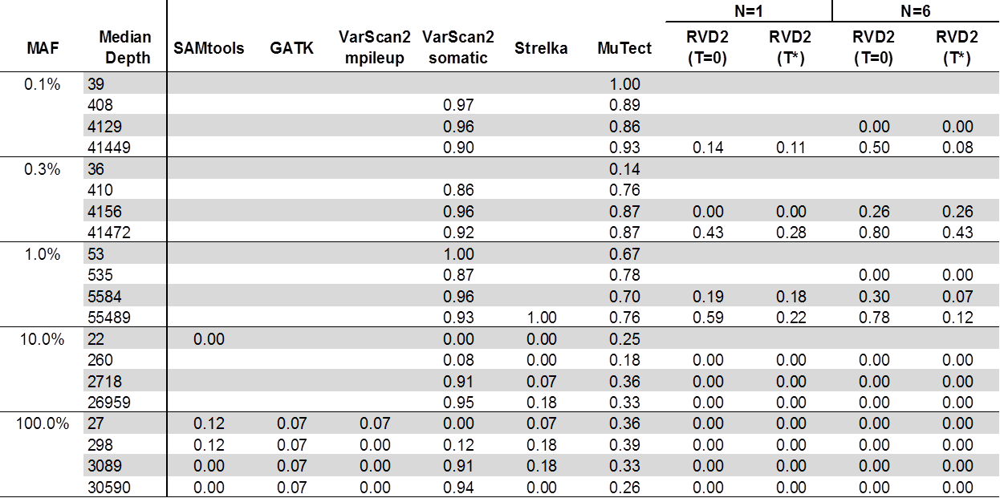 N=1 N=6
MAF Median Depth SAMtools GATK VarScan2 mpileup VarScan2 somatic Strelka MuTect RVD2 (T=0) RVD2 (T*) RVD2 (T=0) RVD2 (T*)
0.1% 39 1.00
408 0.97 0.89
4129 0.96 0.86 0.00 0.00
41449 0.90 0.93 0.14 0.11 0.50 0.08
0.3% 36 0.14
410 0.86 0.76
4156 0.96 0.87 0.00 0.00 0.26 0.26
41472 0.92 0.87 0.43 0.28 0.80 0.43
1.0% 53 1.00 0.67
535 0.87 0.78 0.00 0.00
5584 0.96 0.70 0.19 0.18 0.30 0.07
55489 0.93 1.00 0.76 0.59 0.22 0.78 0.12
10.0% 22 0.00 0.00 0.00 0.25
260 0.08 0.00 0.18 0.00 0.00 0.00 0.00
2718 0.91 0.07 0.36 0.00 0.00 0.00 0.00
26959 0.95 0.18 0.33 0.00 0.00 0.00 0.00
100.0% 27 0.12 0.07 0.07 0.00 0.07 0.36 0.00 0.00 0.00 0.00
298 0.12 0.07 0.00 0.12 0.18 0.39 0.00 0.00 0.00 0.00
3089 0.00 0.07 0.00 0.91 0.18 0.33 0.00 0.00 0.00 0.00
30590 0.00 0.07 0.00 0.94 0.00 0.26 0.00 0.00 0.00 0.00